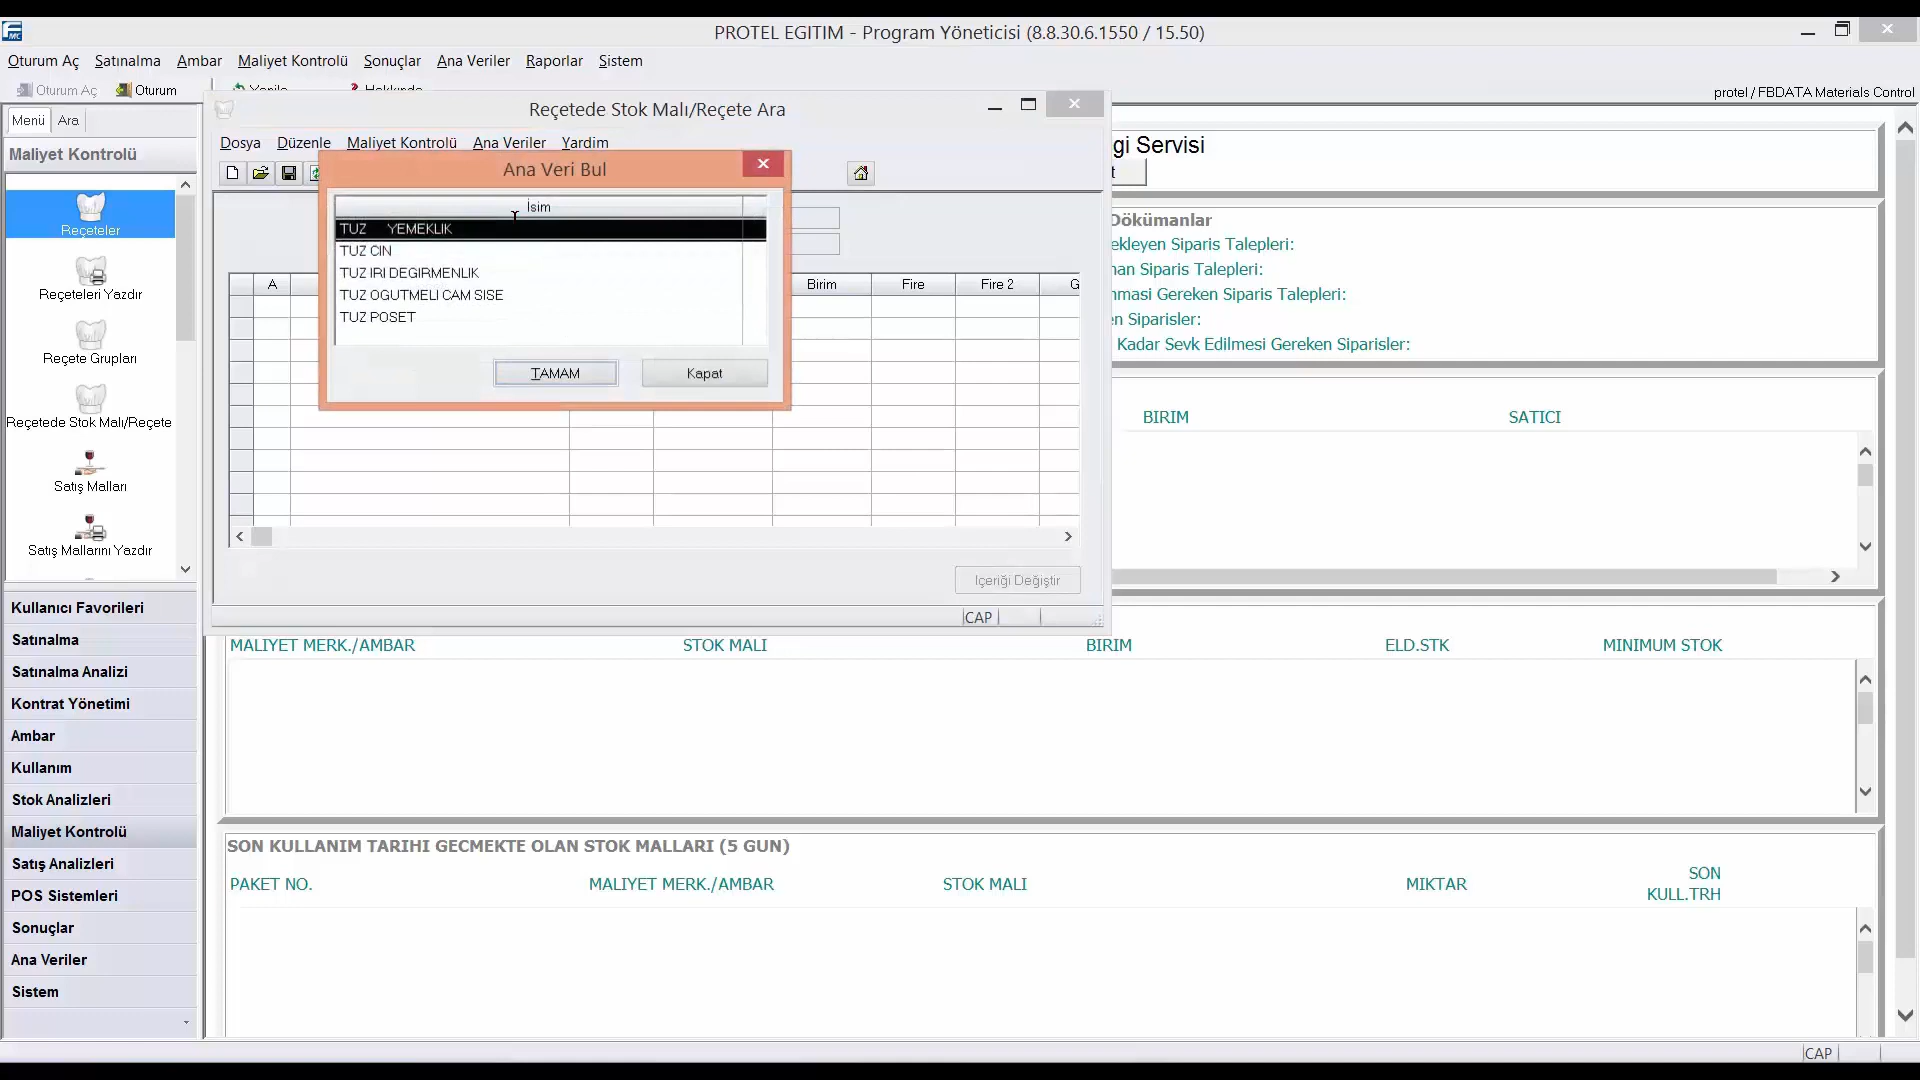 PROTEL EGITIM - Program Yöneticisi (8.8.30.6.1550 / 15.50)
Oturum Aç Satınalma Ambar Maliyet Kontrolü Sonuçlar Ana Veriler Raporlar Sistem
Oturum Aç Oturum
protel / FBDATA Materials Control
Menü Ara
Maliyet Kontrolü
Reçeteler
Reçeteleri Yazdır
Reçete Grupları
Reçetede Stok Malı/Reçete
Satış Malları
Satış Mallarını Yazdır
Kullanıcı Favorileri
Satınalma
Satınalma Analizi
Kontrat Yönetimi
Ambar
Kullanım
Stok Analizleri
Maliyet Kontrolü
Satış Analizleri
POS Sistemleri
Sonuçlar
Ana Veriler
Sistem
Reçetede Stok Malı/Reçete Ara
Dosya Düzenle Maliyet Kontrolü Ana Veriler Yardim
Ana Veri Bul
İsim
TUZ YEMEKLIK
TUZ CIN
TUZ IRI DEGIRMENLIK
TUZ OGUTMELI CAM SISE
TUZ POSET
TAMAM Kapat
A Birim Fire Fire 2 G
Içeriği Değiştir
CAP
gi Servisi
t
Dökümanlar
ekleyen Siparis Talepleri:
nan Siparis Talepleri:
nması Gereken Siparis Talepleri:
n Siparisler:
Kadar Sevk Edilmesi Gereken Siparisler:
BIRIM SATICI
MALIYET MERK./AMBAR STOK MALI BIRIM ELD.STK MINIMUM STOK
SON KULLANIM TARIHI GECMEKTE OLAN STOK MALLARI (5 GUN)
PAKET NO. MALIYET MERK./AMBAR STOK MALI MIKTAR SON KULL.TRH
CAP